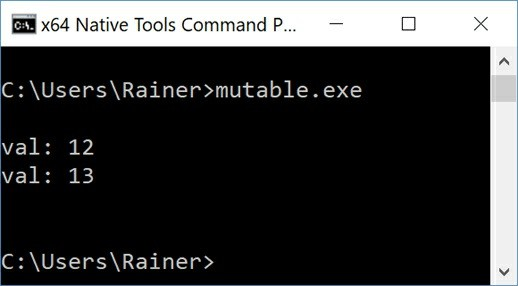 x64 Native Tools Command P...
C:\Users\Rainer>mutable.exe
val: 12
val: 13
C:\Users\Rainer>